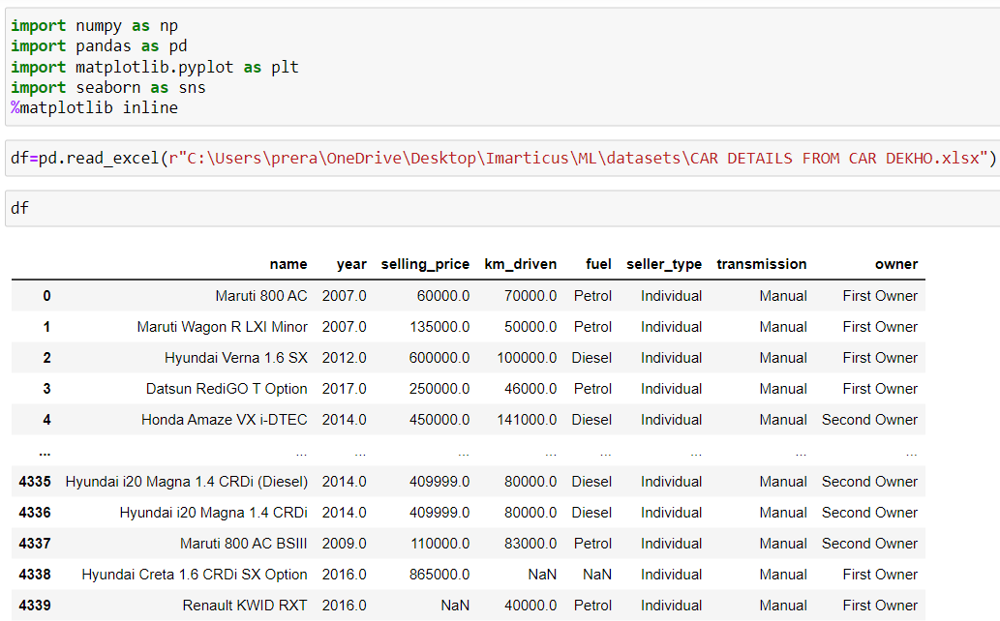 import numpy as np
import pandas as pd
import matplotlib.pyplot as plt
import seaborn as sns
%matplotlib inline
df=pd.read_excel(r"C:\Users\prera\OneDrive\Desktop\Imarticus\ML\datasets\CAR DETAILS FROM CAR DEKHO.xlsx")
df
name year selling_price km_driven fuel seller_type transmission owner
0 Maruti 800 AC 2007.0 60000.0 70000.0 Petrol Individual Manual First Owner
1 Maruti Wagon R LXI Minor 2007.0 135000.0 50000.0 Petrol Individual Manual First Owner
2 Hyundai Verna 1.6 SX 2012.0 600000.0 100000.0 Diesel Individual Manual First Owner
3 Datsun RediGO T Option 2017.0 250000.0 46000.0 Petrol Individual Manual First Owner
4 Honda Amaze VX i-DTEC 2014.0 450000.0 141000.0 Diesel Individual Manual Second Owner
... ... ... ... ... ... ... ... ...
4335 Hyundai i20 Magna 1.4 CRDi (Diesel) 2014.0 409999.0 80000.0 Diesel Individual Manual Second Owner
4336 Hyundai i20 Magna 1.4 CRDi 2014.0 409999.0 80000.0 Diesel Individual Manual Second Owner
4337 Maruti 800 AC BSIII 2009.0 110000.0 83000.0 Petrol Individual Manual Second Owner
4338 Hyundai Creta 1.6 CRDi SX Option 2016.0 865000.0 NaN NaN Individual Manual First Owner
4339 Renault KWID RXT 2016.0 NaN 40000.0 Petrol Individual Manual First Owner